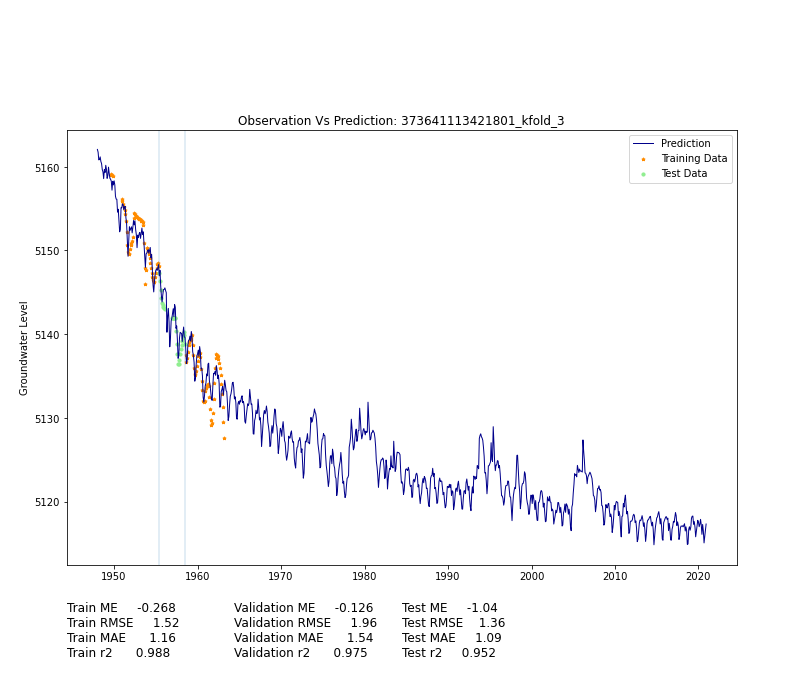 Observation Vs Prediction: 373641113421801_kfold_3
Prediction
Training Data
Test Data
5160
5150
5140
5130
5120
Groundwater Level
1950 1960 1970 1980 1990 2000 2010 2020
Train ME -0.268 Validation ME -0.126 Test ME -1.04
Train RMSE 1.52 Validation RMSE 1.96 Test RMSE 1.36
Train MAE 1.16 Validation MAE 1.54 Test MAE 1.09
Train r2 0.988 Validation r2 0.975 Test r2 0.952